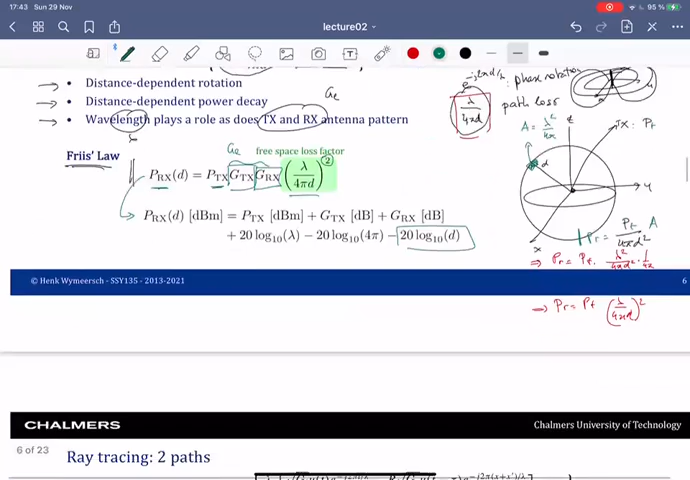 17:43 Sun 29 Nov
95 %
lecture02
• Distance-dependent rotation
• Distance-dependent power decay
• Wavelength plays a role as does TX and RX antenna pattern
e^{-j2πd/λ} : phase rotation
λ/4πd path loss
Ge
Friis' Law
Ge
free space loss factor
P_RX(d) = P_TX G_TX G_RX (λ/4πd)^2
P_RX(d) [dBm] = P_TX [dBm] + G_TX [dB] + G_RX [dB]
+ 20 log10(λ) − 20 log10(4π) − 20 log10(d)
A = λ²/4π
z
TX: Pt
d
y
x
Pr = Pt/4πd² A
⇒ Pr = Pt · λ²/4πd² · 1/4π
⇒ Pr = Pt (λ/4πd)²
© Henk Wymeersch - SSY135 - 2013-2021
6
CHALMERS
Chalmers University of Technology
6 of 23
Ray tracing: 2 paths